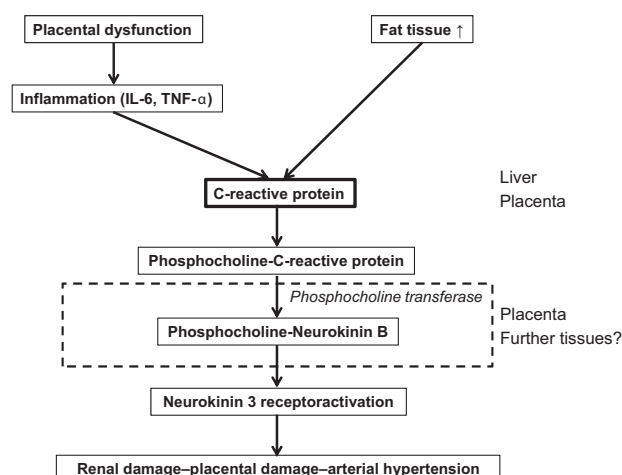 Placental dysfunction
Fat tissue ↑
Inflammation (IL-6, TNF-α)
C-reactive protein
Liver
Placenta
Phosphocholine-C-reactive protein
Phosphocholine transferase
Phosphocholine-Neurokinin B
Placenta
Further tissues?
Neurokinin 3 receptoractivation
Renal damage–placental damage–arterial hypertension